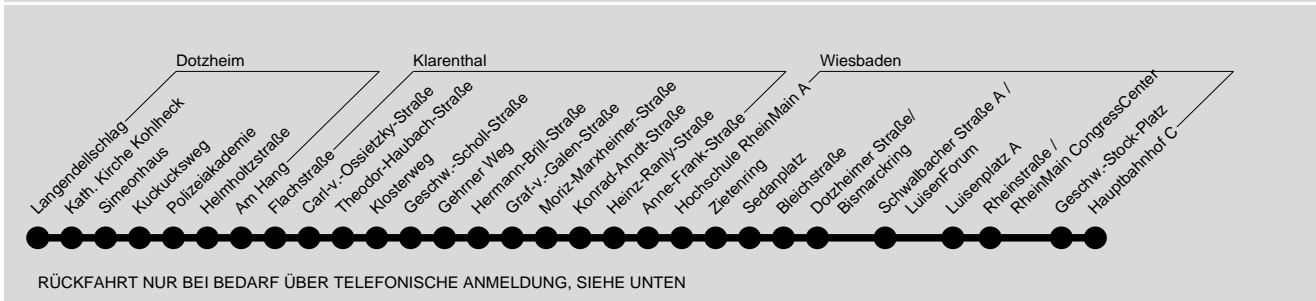 Dotzheim
Klarenthal
Wiesbaden
Langendellschlag
Kath. Kirche Kohlheck
Simeonhaus
Kuckucksweg
Polizeiakademie
Helmholtzstraße
Am Hang
Flachstraße
Carl-v.-Ossietzky-Straße
Theodor-Haubach-Straße
Klosterweg
Geschw.-Scholl-Straße
Gehrner Weg
Hermann-Brill-Straße
Graf-v.-Galen-Straße
Moriz-Marxheimer-Straße
Konrad-Arndt-Straße
Heinz-Ranly-Straße
Anne-Frank-Straße
Hochschule RheinMain A
Zietenring
Sedanplatz
Bleichstraße
Dotzheimer Straße/
Bismarckring
Schwalbacher Straße A /
LuisenForum
Luisenplatz A
Rheinstraße /
RheinMain CongressCenter
Geschw.-Stock-Platz
Hauptbahnhof C
RÜCKFAHRT NUR BEI BEDARF ÜBER TELEFONISCHE ANMELDUNG, SIEHE UNTEN